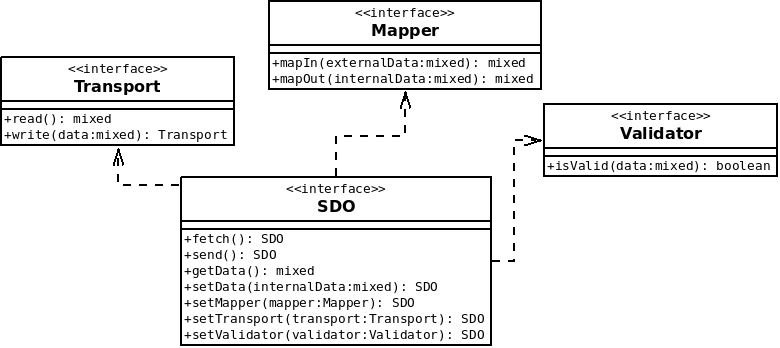 <<interface>>
Mapper
+mapIn(externalData:mixed): mixed
+mapOut(internalData:mixed): mixed
<<interface>>
Transport
+read(): mixed
+write(data:mixed): Transport
<<interface>>
Validator
+isValid(data:mixed): boolean
<<interface>>
SDO
+fetch(): SDO
+send(): SDO
+getData(): mixed
+setData(internalData:mixed): SDO
+setMapper(mapper:Mapper): SDO
+setTransport(transport:Transport): SDO
+setValidator(validator:Validator): SDO